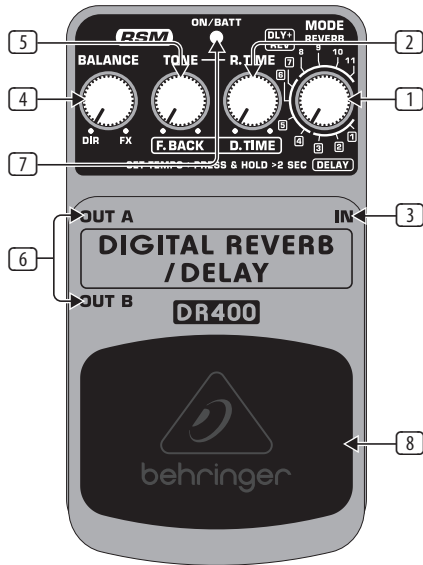 ON/BATT
RSM
DLY+
REV
MODE
REVERB
BALANCE
TONE
R.TIME
7 8 9 10 11
6
5 4 3 2 1
DIR FX
F.BACK
D.TIME
SET TEMPO = PRESS & HOLD >2 SEC
DELAY
5
2
4
1
7
3
6
8
OUT A
IN
DIGITAL REVERB
/DELAY
OUT B
DR400
behringer